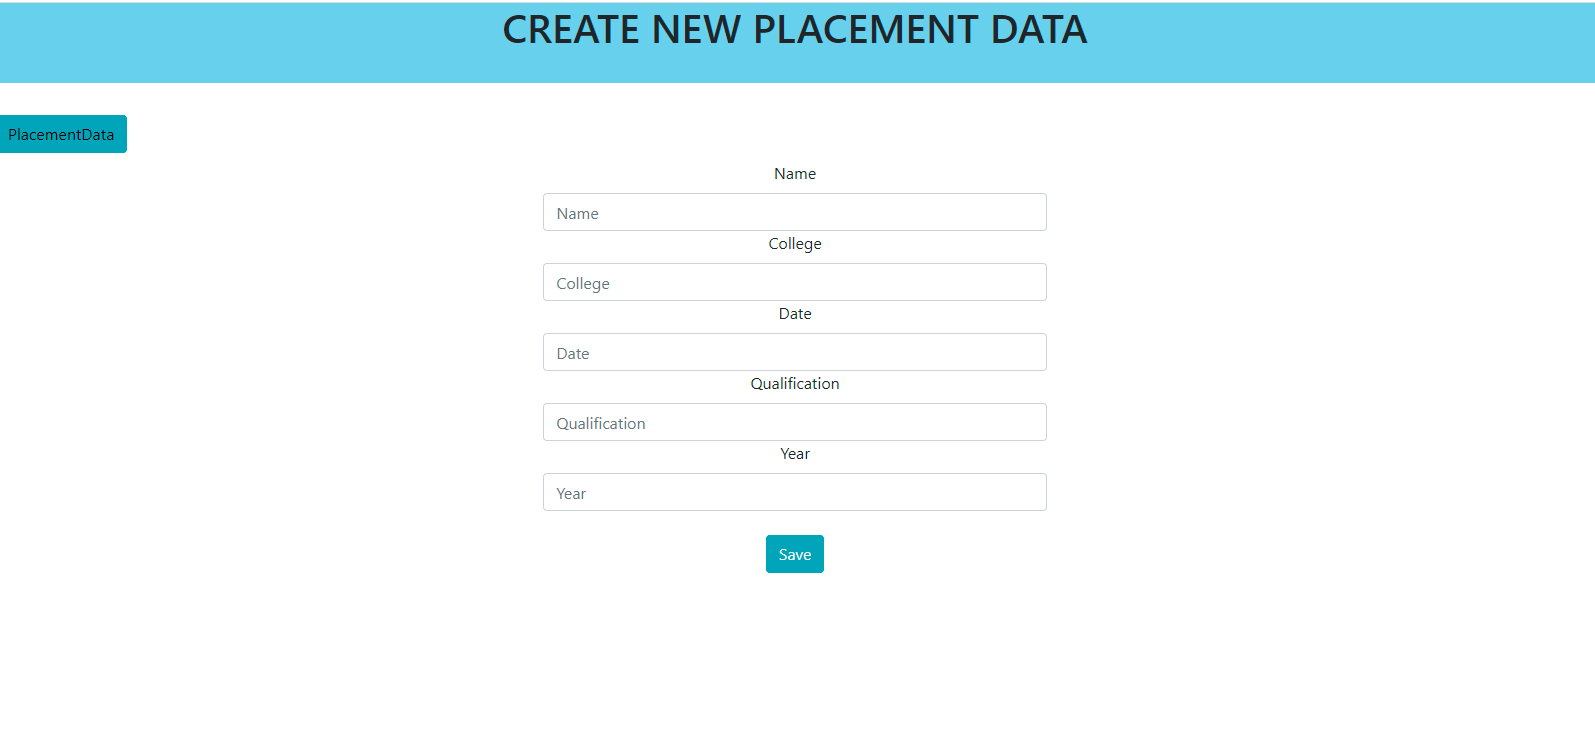 CREATE NEW PLACEMENT DATA
PlacementData
Name
Name
College
College
Date
Date
Qualification
Qualification
Year
Year
Save